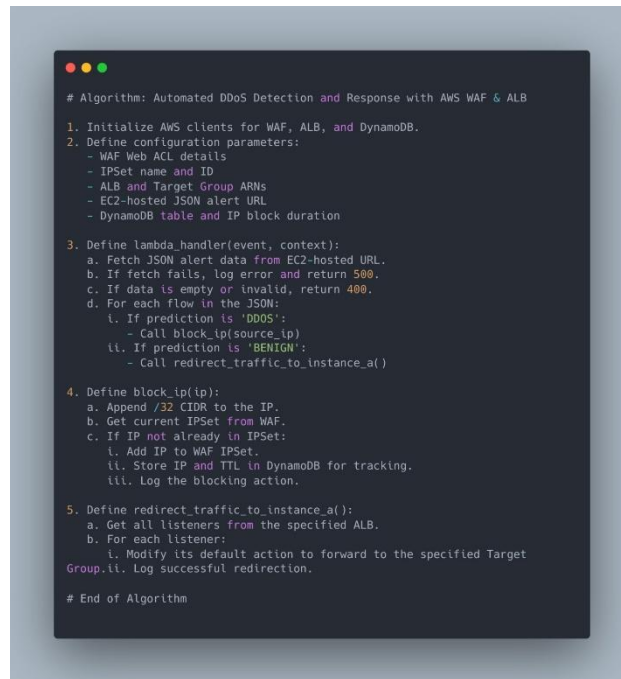 # Algorithm: Automated DDoS Detection and Response with AWS WAF & ALB
1. Initialize AWS clients for WAF, ALB, and DynamoDB.
2. Define configuration parameters:
- WAF Web ACL details
- IPSet name and ID
- ALB and Target Group ARNs
- EC2-hosted JSON alert URL
- DynamoDB table and IP block duration
3. Define lambda_handler(event, context):
a. Fetch JSON alert data from EC2-hosted URL.
b. If fetch fails, log error and return 500.
c. If data is empty or invalid, return 400.
d. For each flow in the JSON:
i. If prediction is 'DDOS':
- Call block_ip(source_ip)
ii. If prediction is 'BENIGN':
- Call redirect_traffic_to_instance_a()
4. Define block_ip(ip):
a. Append /32 CIDR to the IP.
b. Get current IPSet from WAF.
c. If IP not already in IPSet:
i. Add IP to WAF IPSet.
ii. Store IP and TTL in DynamoDB for tracking.
iii. Log the blocking action.
5. Define redirect_traffic_to_instance_a():
a. Get all listeners from the specified ALB.
b. For each listener:
i. Modify its default action to forward to the specified Target
Group.ii. Log successful redirection.
# End of Algorithm